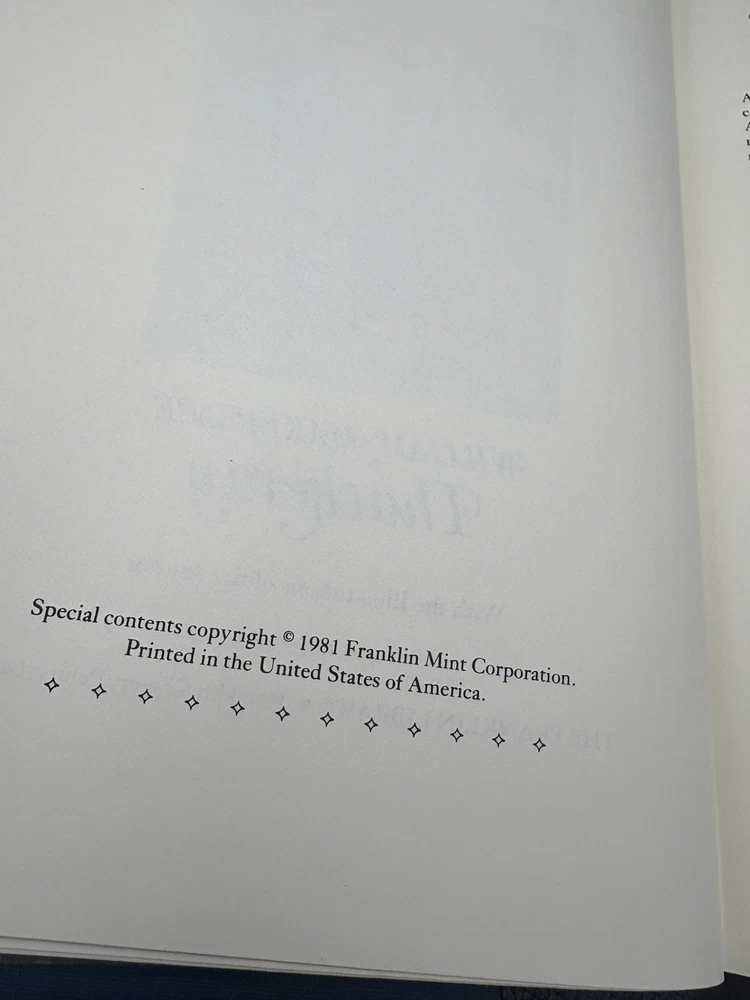 Special contents copyright © 1981 Franklin Mint Corporation.
Printed in the United States of America.